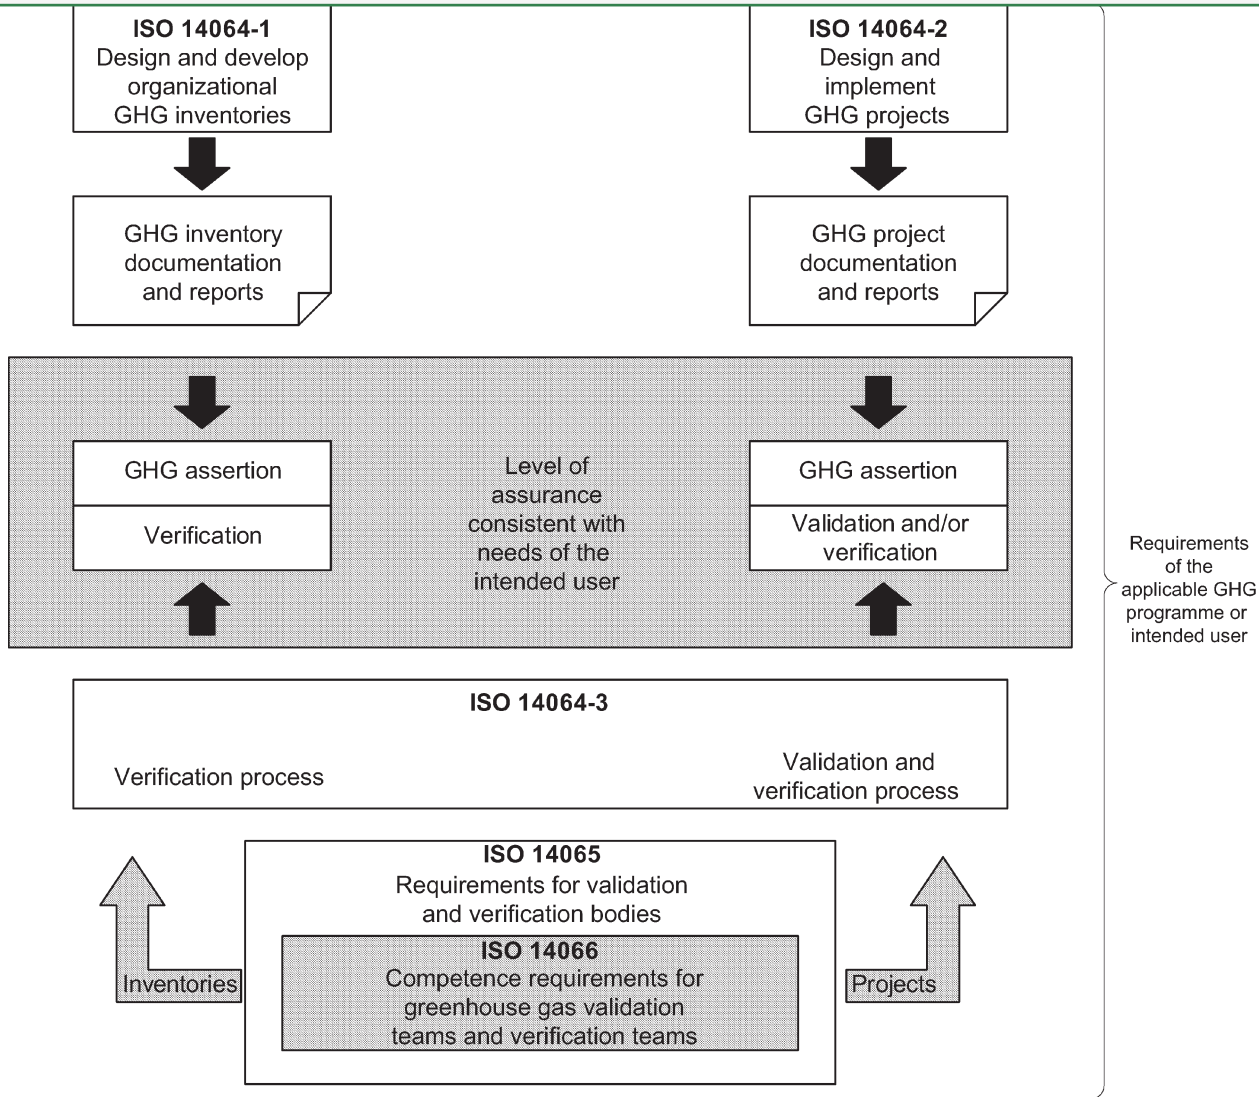 ISO 14064-1
Design and develop
organizational
GHG inventories
ISO 14064-2
Design and
implement
GHG projects
GHG inventory
documentation
and reports
GHG project
documentation
and reports
GHG assertion
Verification
Level of
assurance
consistent with
needs of the
intended user
GHG assertion
Validation and/or
verification
Requirements
of the
applicable GHG
programme or
intended user
ISO 14064-3
Verification process
Validation and
verification process
ISO 14065
Requirements for validation
and verification bodies
ISO 14066
Competence requirements for
greenhouse gas validation
teams and verification teams
Inventories
Projects